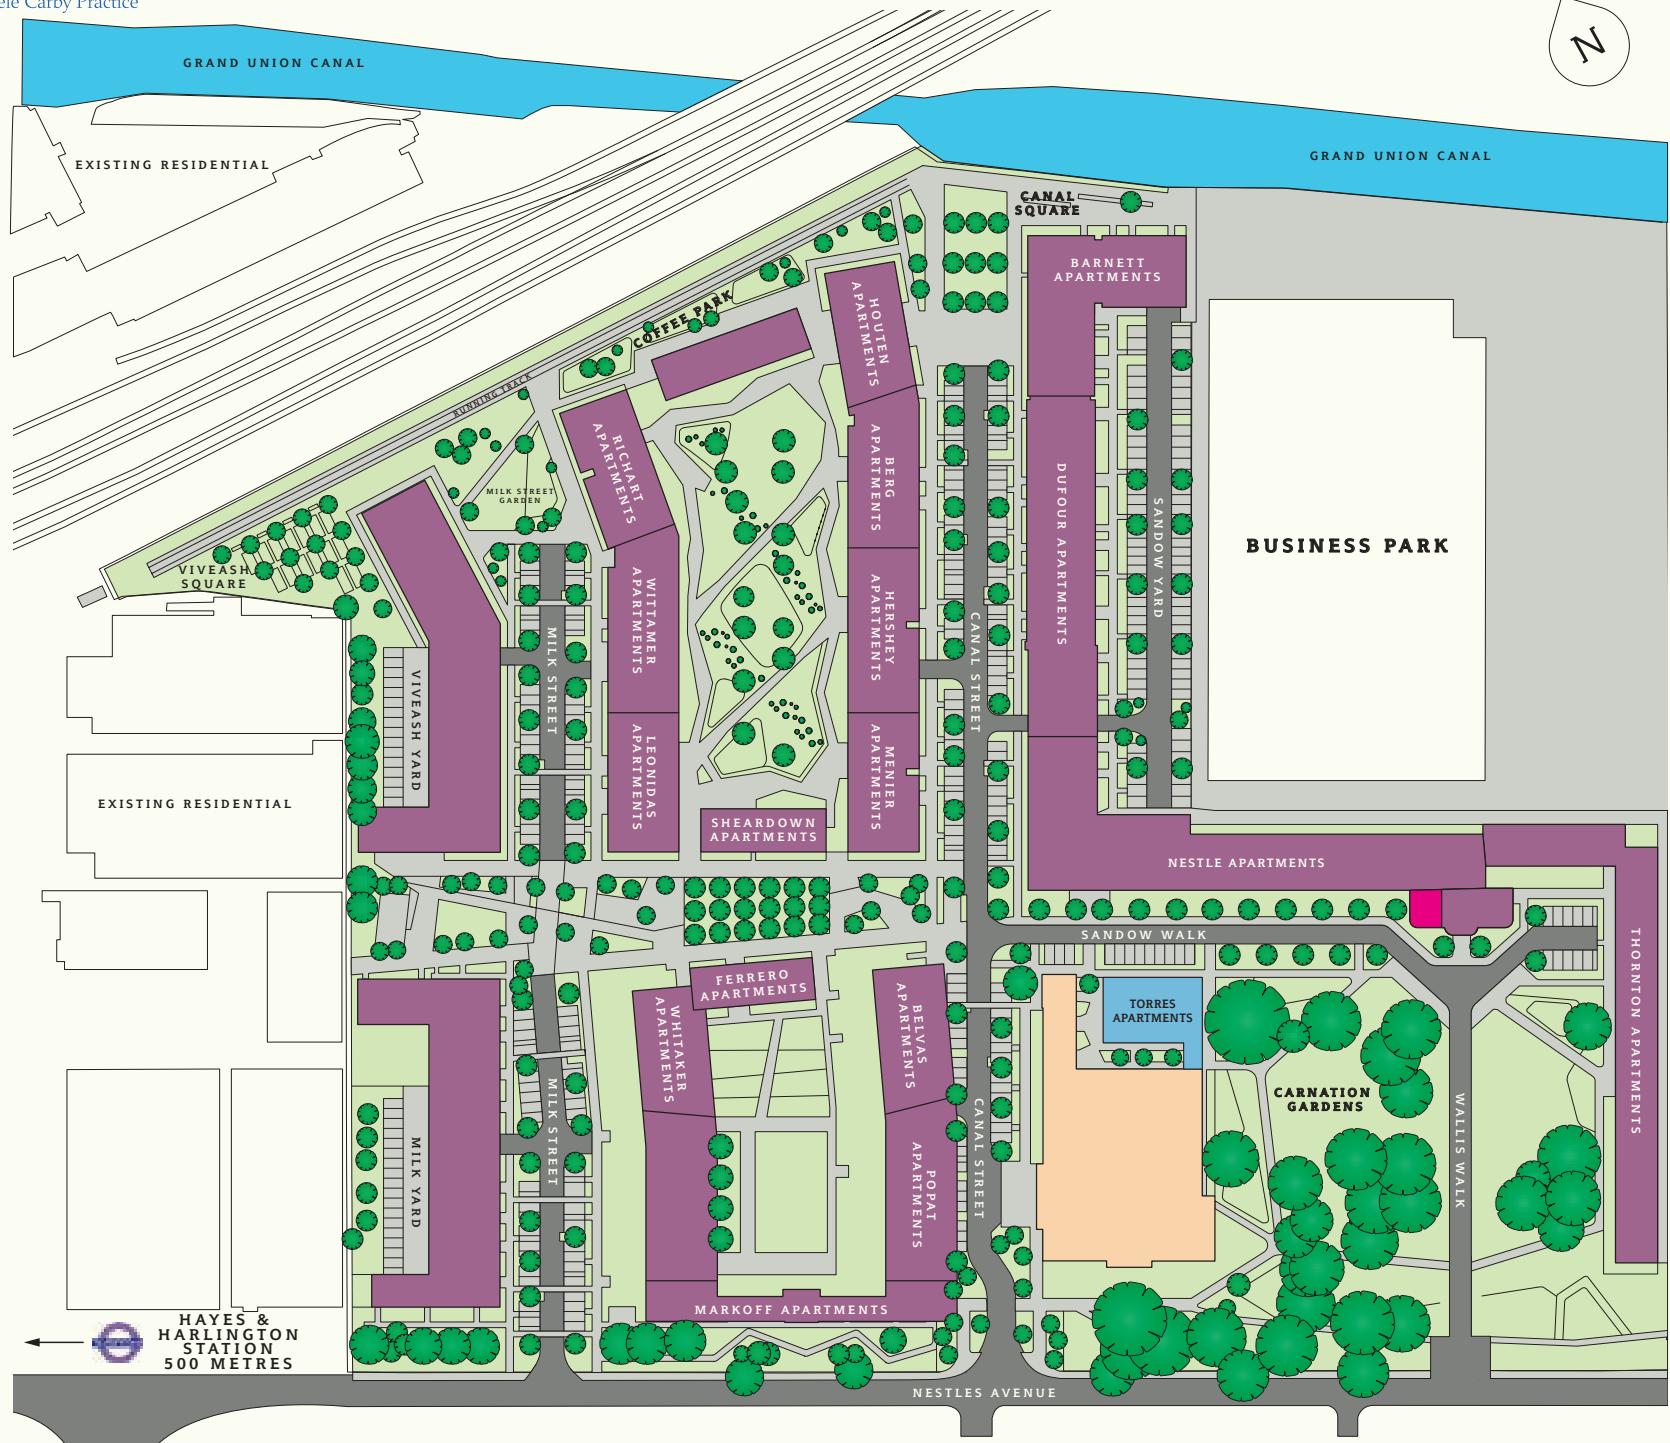 ele Carby Practice
N
GRAND UNION CANAL
EXISTING RESIDENTIAL
GRAND UNION CANAL
CANAL
SQUARE
BARNETT
APARTMENTS
HOUTEN
APARTMENTS
COFFEE PARK
RUNNING TRACK
RICHART
APARTMENTS
BERG
APARTMENTS
MILK STREET
GARDEN
DUFOUR APARTMENTS
SANDOW YARD
BUSINESS PARK
VIVEASH
SQUARE
WITTAMER
APARTMENTS
HERSHEY
APARTMENTS
CANAL STREET
MILK STREET
VIVEASH YARD
LEONIDAS
APARTMENTS
MENIER
APARTMENTS
EXISTING RESIDENTIAL
SHEARDOWN
APARTMENTS
NESTLE APARTMENTS
SANDOW WALK
FERRERO
APARTMENTS
WHITAKER
APARTMENTS
BELVAS
APARTMENTS
TORRES
APARTMENTS
THORNTON APARTMENTS
CARNATION
GARDENS
MILK STREET
CANAL STREET
WALLIS WALK
MILK YARD
POPAT
APARTMENTS
MARKOFF APARTMENTS
HAYES &
HARLINGTON
STATION
500 METRES
NESTLES AVENUE